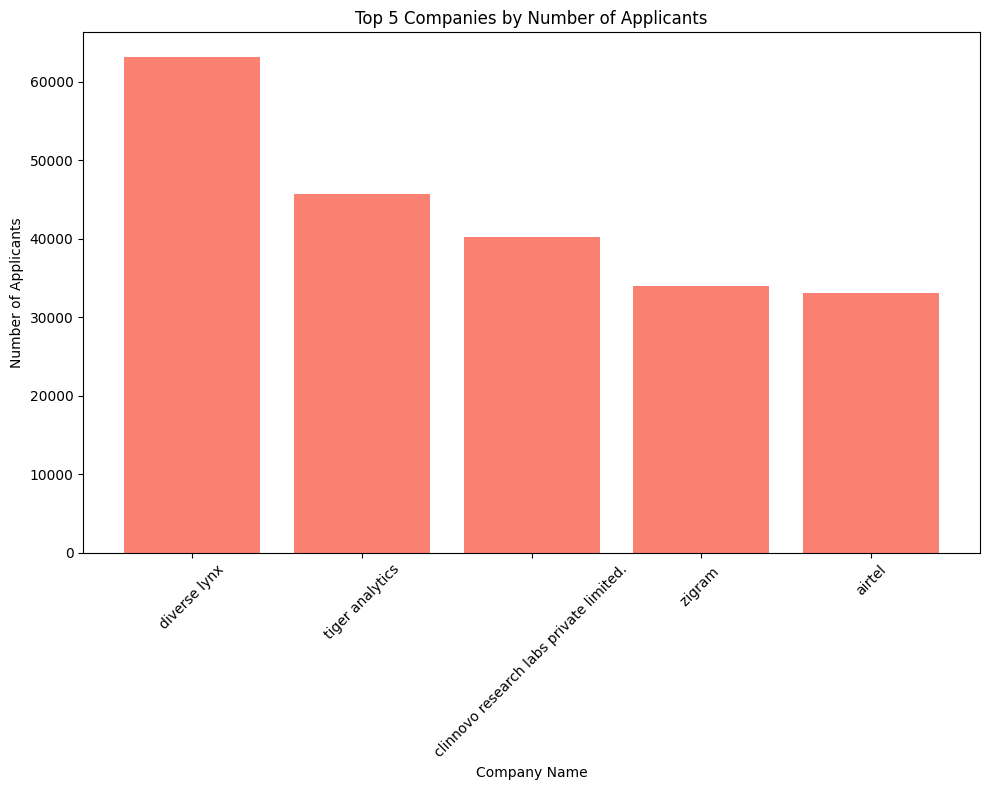 Top 5 Companies by Number of Applicants
Number of Applicants
60000
50000
40000
30000
20000
10000
0
diverse lynx
tiger analytics
clinnovo research labs private limited.
zigram
airtel
Company Name